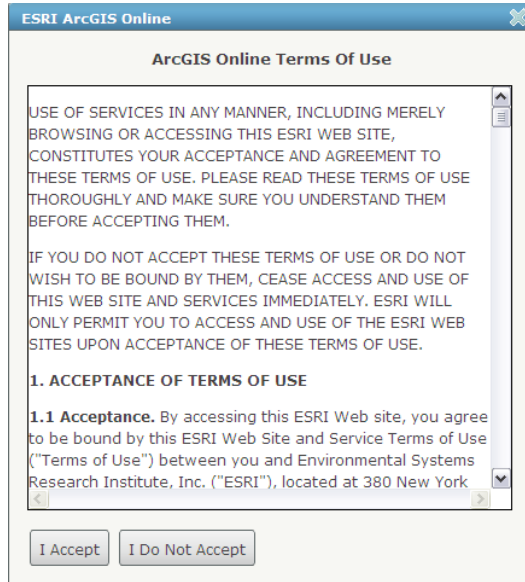 ESRI ArcGIS Online
ArcGIS Online Terms Of Use
USE OF SERVICES IN ANY MANNER, INCLUDING MERELY
BROWSING OR ACCESSING THIS ESRI WEB SITE,
CONSTITUTES YOUR ACCEPTANCE AND AGREEMENT TO
THESE TERMS OF USE. PLEASE READ THESE TERMS OF USE
THOROUGHLY AND MAKE SURE YOU UNDERSTAND THEM
BEFORE ACCEPTING THEM.
IF YOU DO NOT ACCEPT THESE TERMS OF USE OR DO NOT
WISH TO BE BOUND BY THEM, CEASE ACCESS AND USE OF
THIS WEB SITE AND SERVICES IMMEDIATELY. ESRI WILL
ONLY PERMIT YOU TO ACCESS AND USE OF THE ESRI WEB
SITES UPON ACCEPTANCE OF THESE TERMS OF USE.
1. ACCEPTANCE OF TERMS OF USE
1.1 Acceptance. By accessing this ESRI Web site, you agree
to be bound by this ESRI Web Site and Service Terms of Use
("Terms of Use") between you and Environmental Systems
Research Institute, Inc. ("ESRI"), located at 380 New York
I Accept
I Do Not Accept